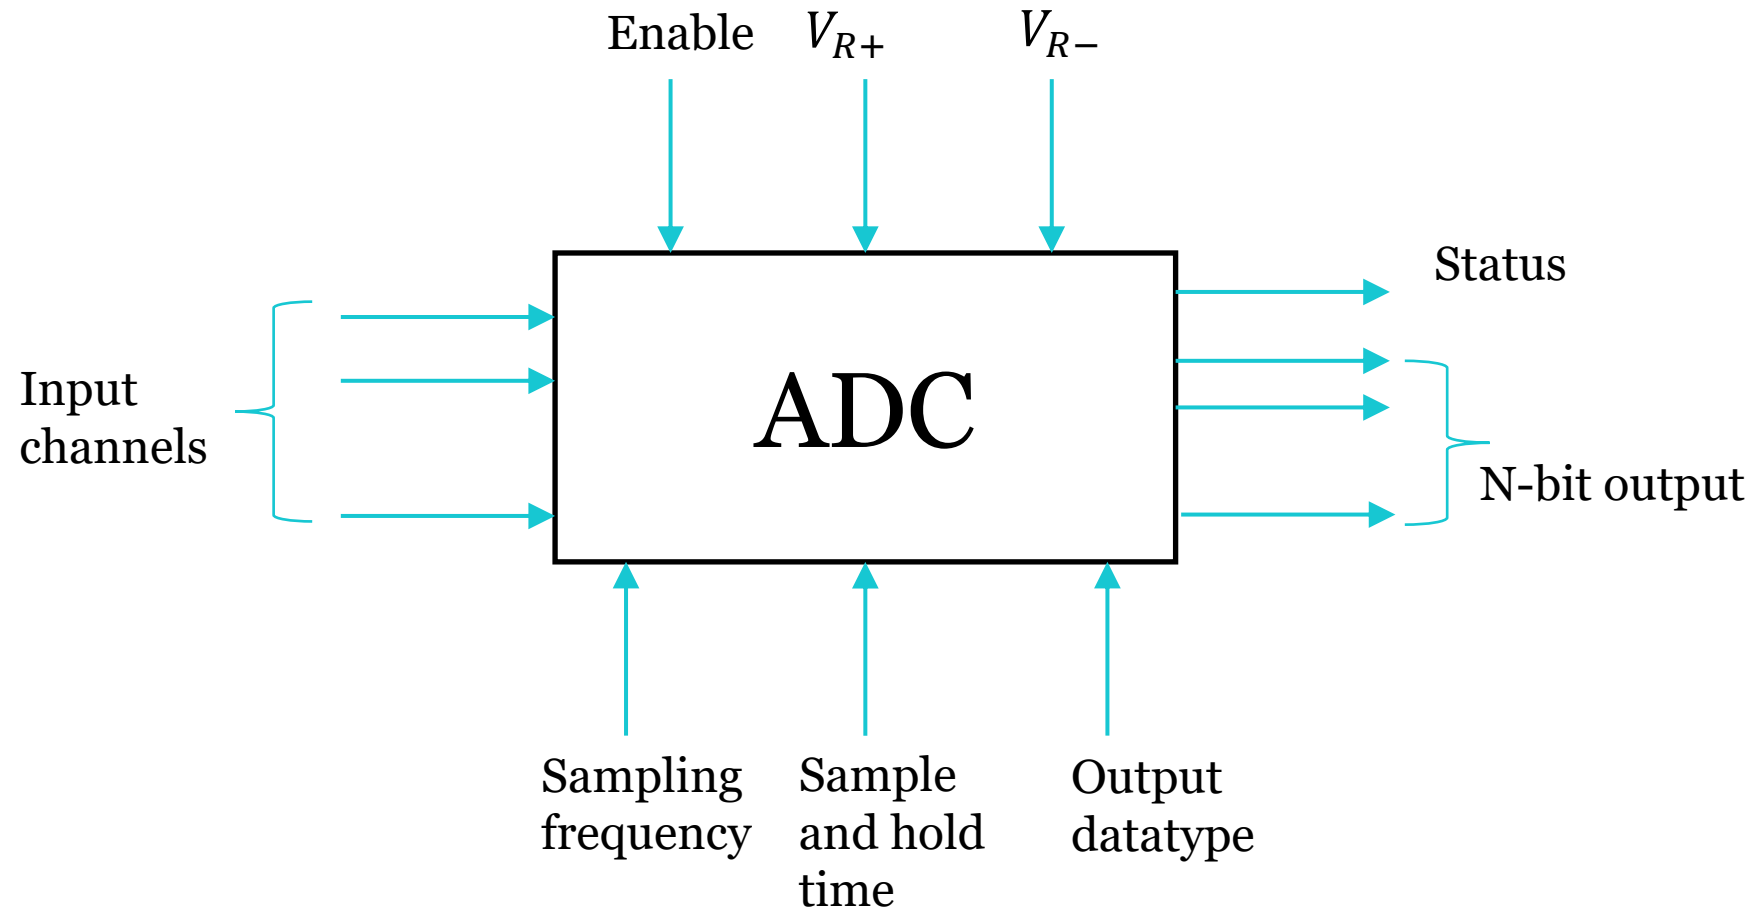 Enable
V_{R+}
V_{R−}
Status
Input
channels
ADC
N-bit output
Sampling
frequency
Sample
and hold
time
Output
datatype